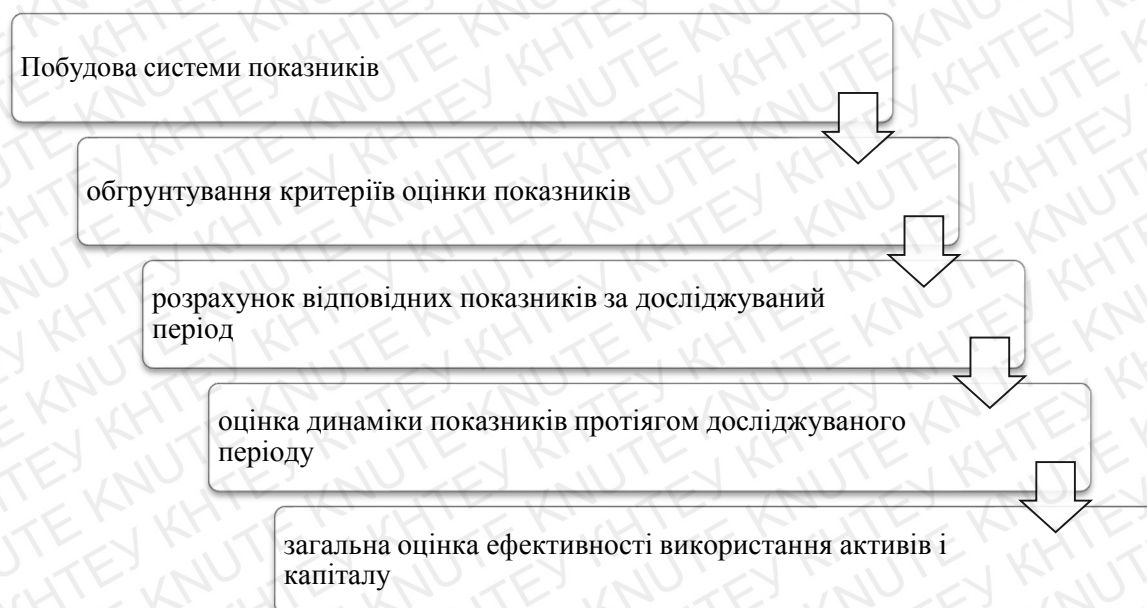 Побудова системи показників
обгрунтування критеріїв оцінки показників
розрахунок відповідних показників за досліджуваний
період
оцінка динаміки показників протіягом досліджуваного
періоду
загальна оцінка ефективності використання активів і
капіталу